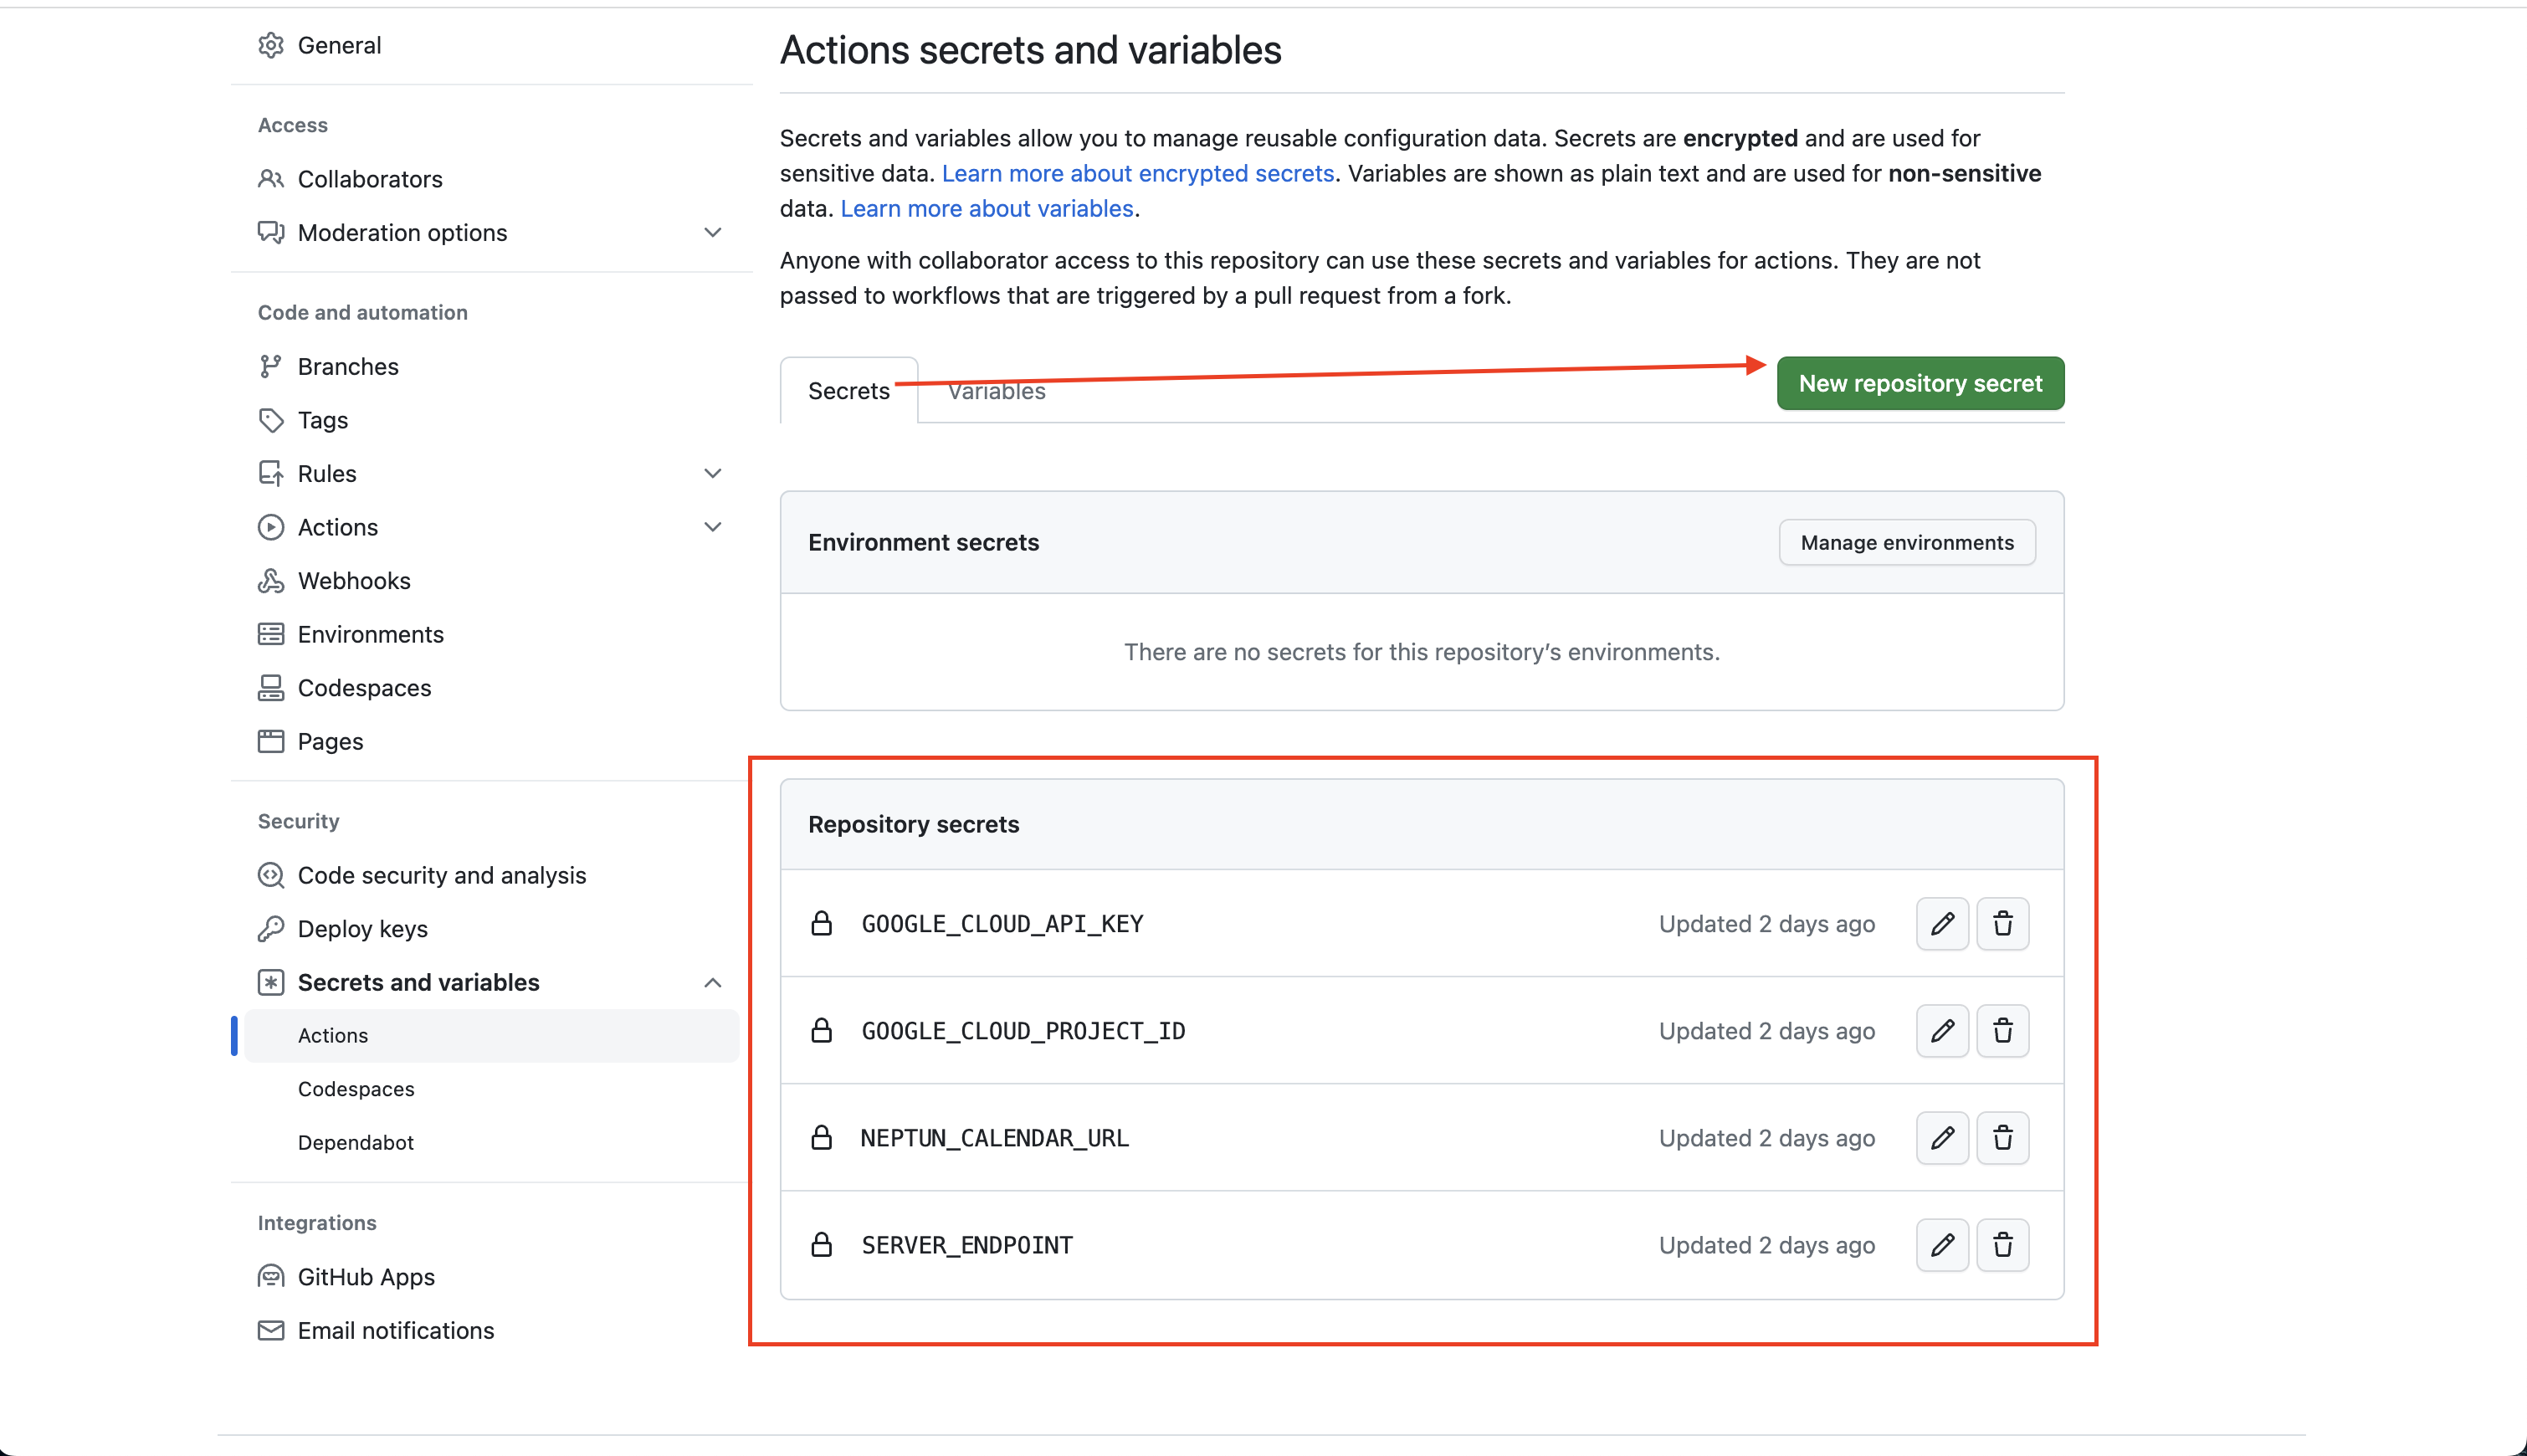 General
Access
Collaborators
Moderation options
Code and automation
Branches
Tags
Rules
Actions
Webhooks
Environments
Codespaces
Pages
Security
Code security and analysis
Deploy keys
Secrets and variables
Actions
Codespaces
Dependabot
Integrations
GitHub Apps
Email notifications
Actions secrets and variables
Secrets and variables allow you to manage reusable configuration data. Secrets are encrypted and are used for
sensitive data. Learn more about encrypted secrets. Variables are shown as plain text and are used for non-sensitive
data. Learn more about variables.
Anyone with collaborator access to this repository can use these secrets and variables for actions. They are not
passed to workflows that are triggered by a pull request from a fork.
Secrets Variables New repository secret
Environment secrets Manage environments
There are no secrets for this repository’s environments.
Repository secrets
GOOGLE_CLOUD_API_KEY Updated 2 days ago
GOOGLE_CLOUD_PROJECT_ID Updated 2 days ago
NEPTUN_CALENDAR_URL Updated 2 days ago
SERVER_ENDPOINT Updated 2 days ago